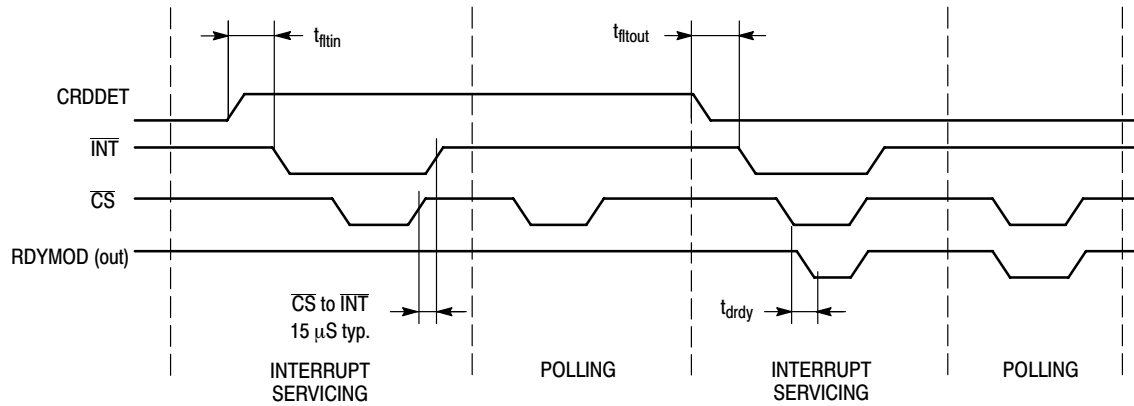 t_fltin
t_fltout
CRDDET
INT
CS
RDYMOD (out)
CS to INT
15 μS typ.
t_drdy
INTERRUPT
SERVICING
POLLING
INTERRUPT
SERVICING
POLLING